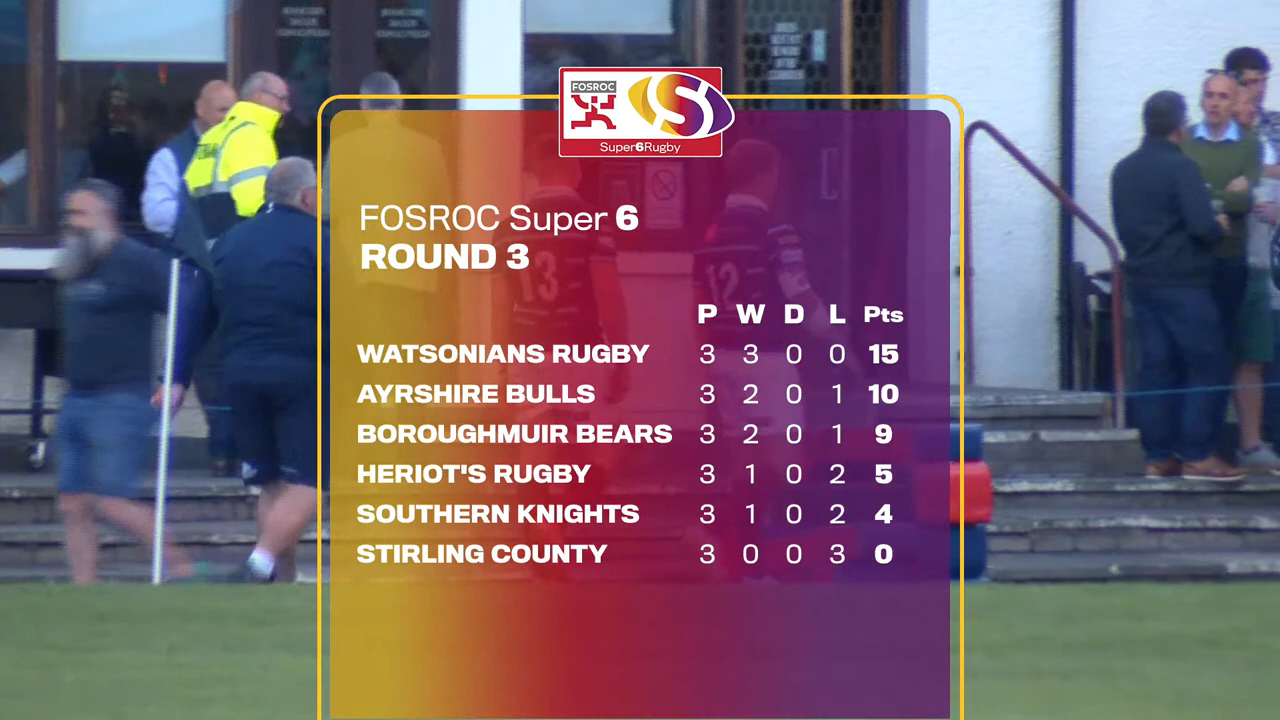 FOSROC
Super6Rugby
FOSROC Super 6
ROUND 3
P W D L Pts
WATSONIANS RUGBY 3 3 0 0 15
AYRSHIRE BULLS 3 2 0 1 10
BOROUGHMUIR BEARS 3 2 0 1 9
HERIOT'S RUGBY 3 1 0 2 5
SOUTHERN KNIGHTS 3 1 0 2 4
STIRLING COUNTY 3 0 0 3 0
13
12